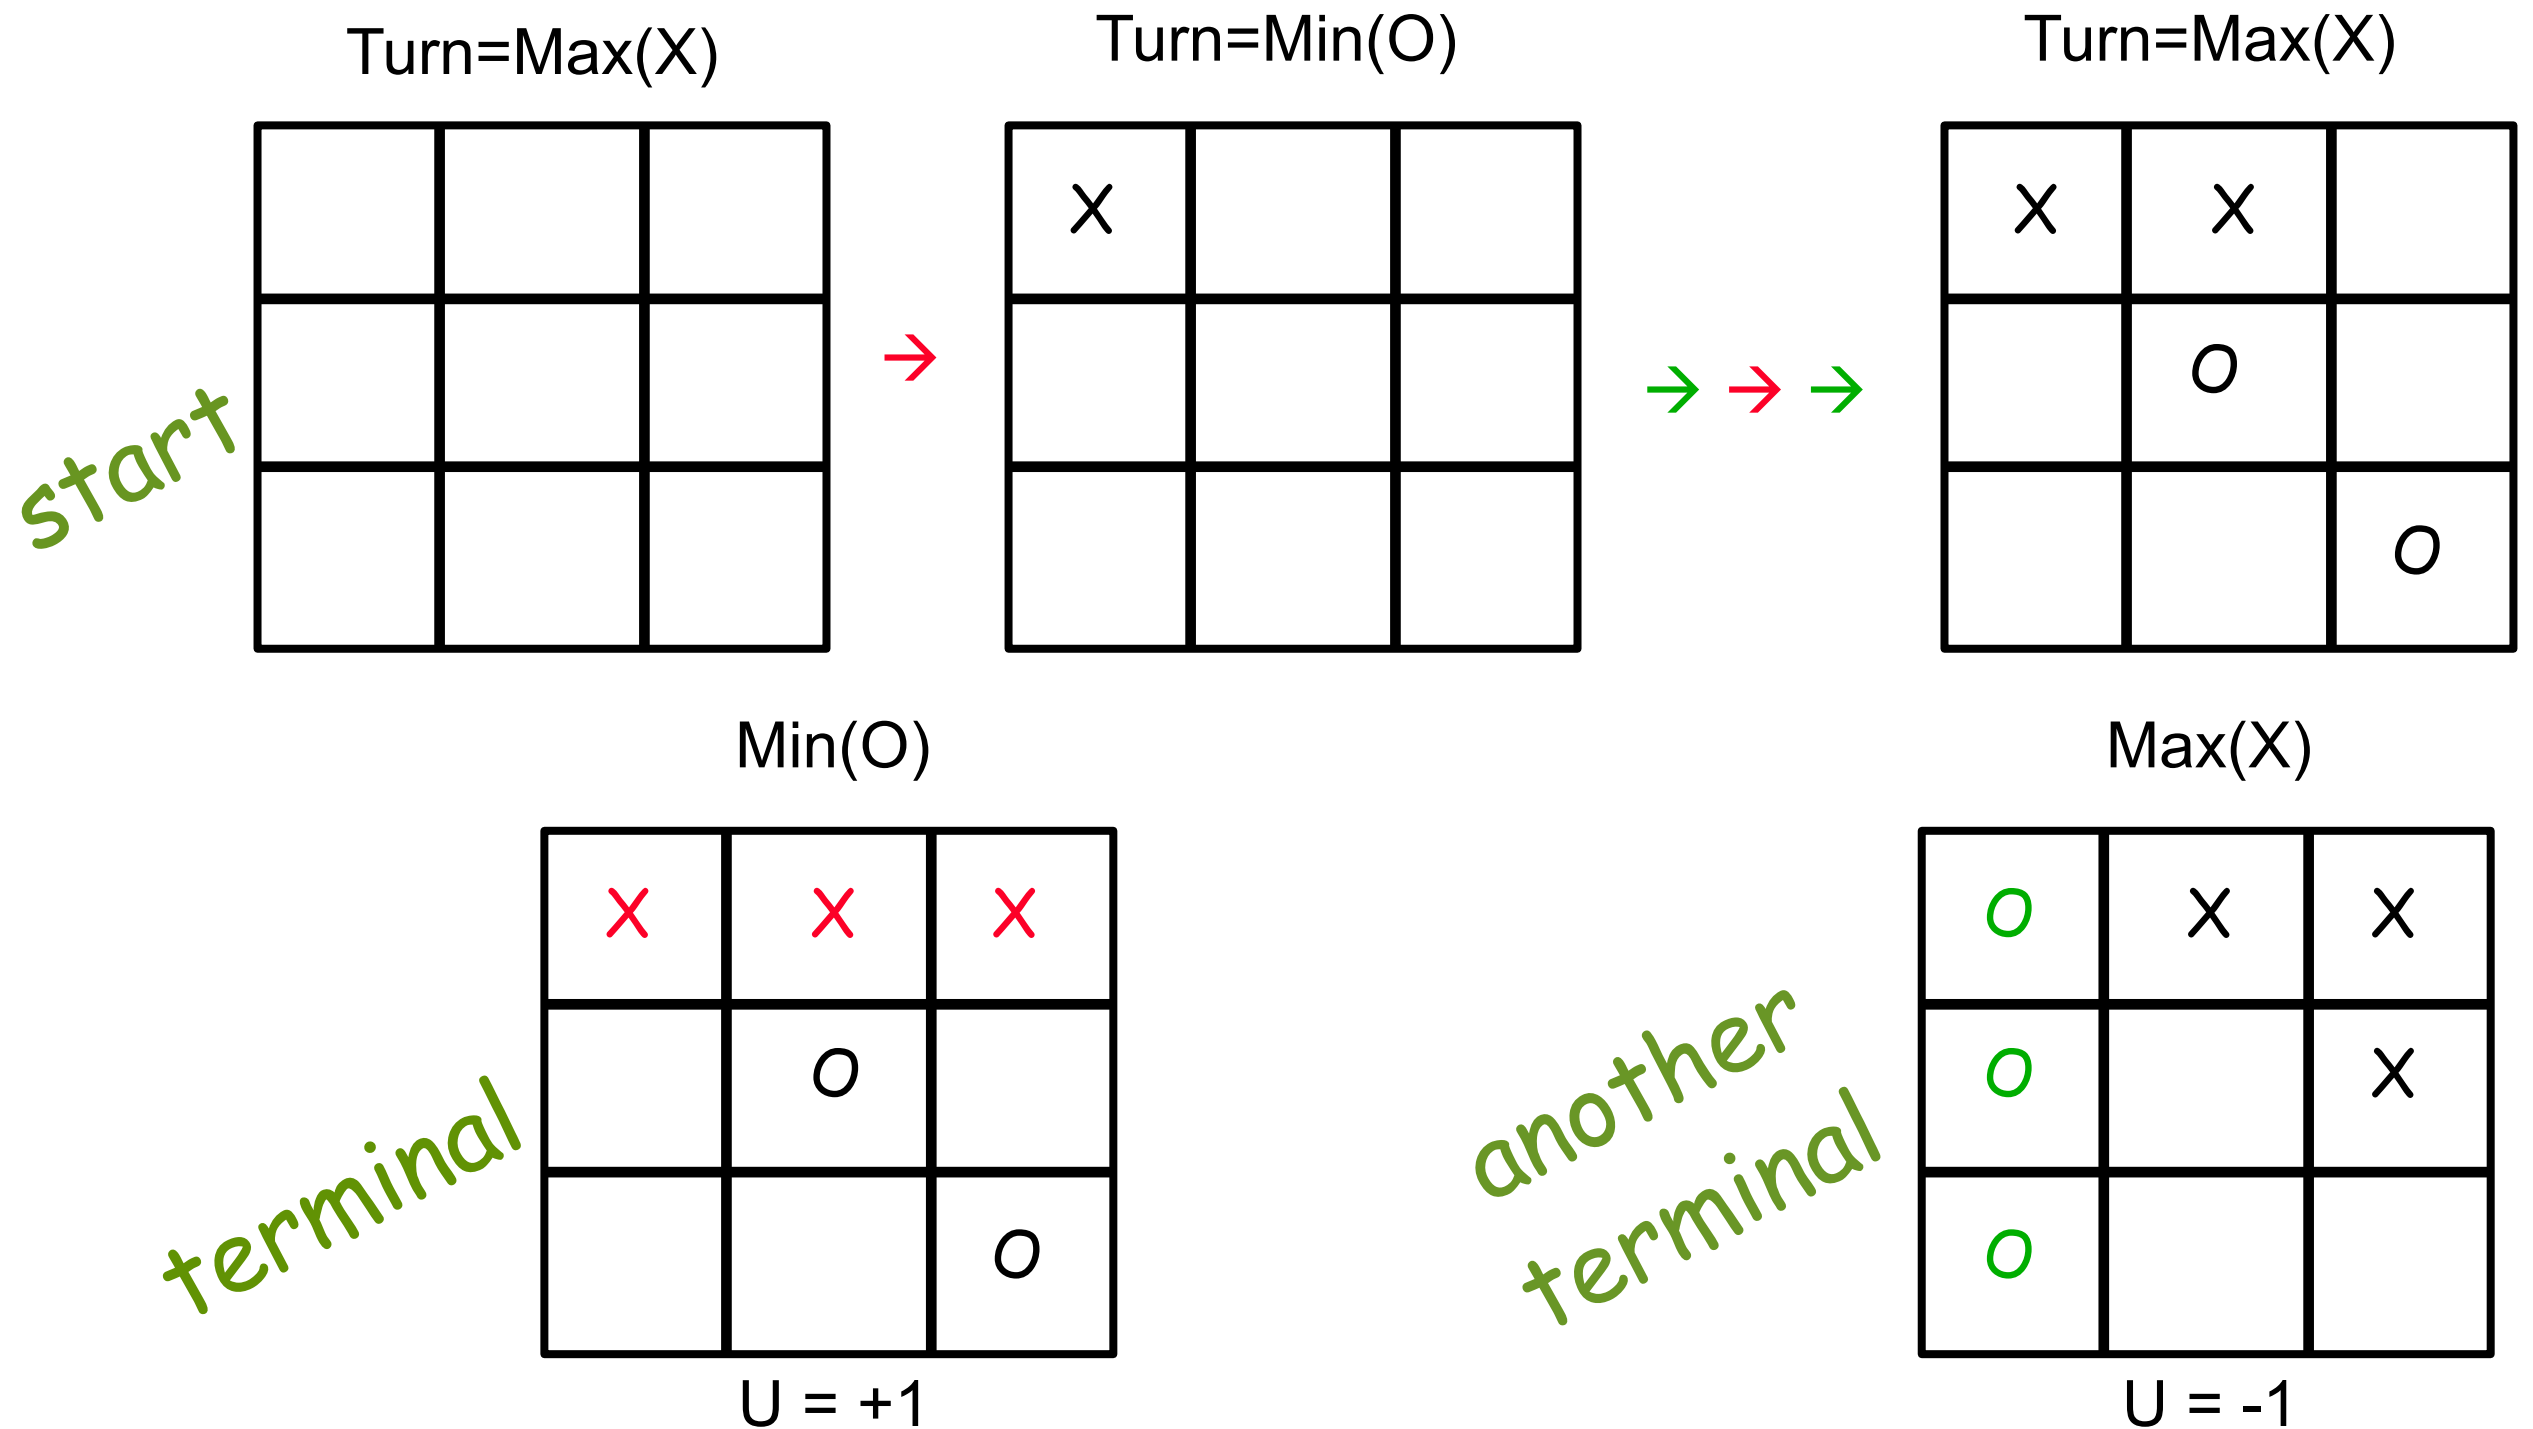 Turn=Max(X)
Turn=Min(O)
Turn=Max(X)
start
X
X X
O
O
→
→ → →
Min(O)
Max(X)
terminal
X X X
O
O
U = +1
another
terminal
O X X
O X
O
U = -1